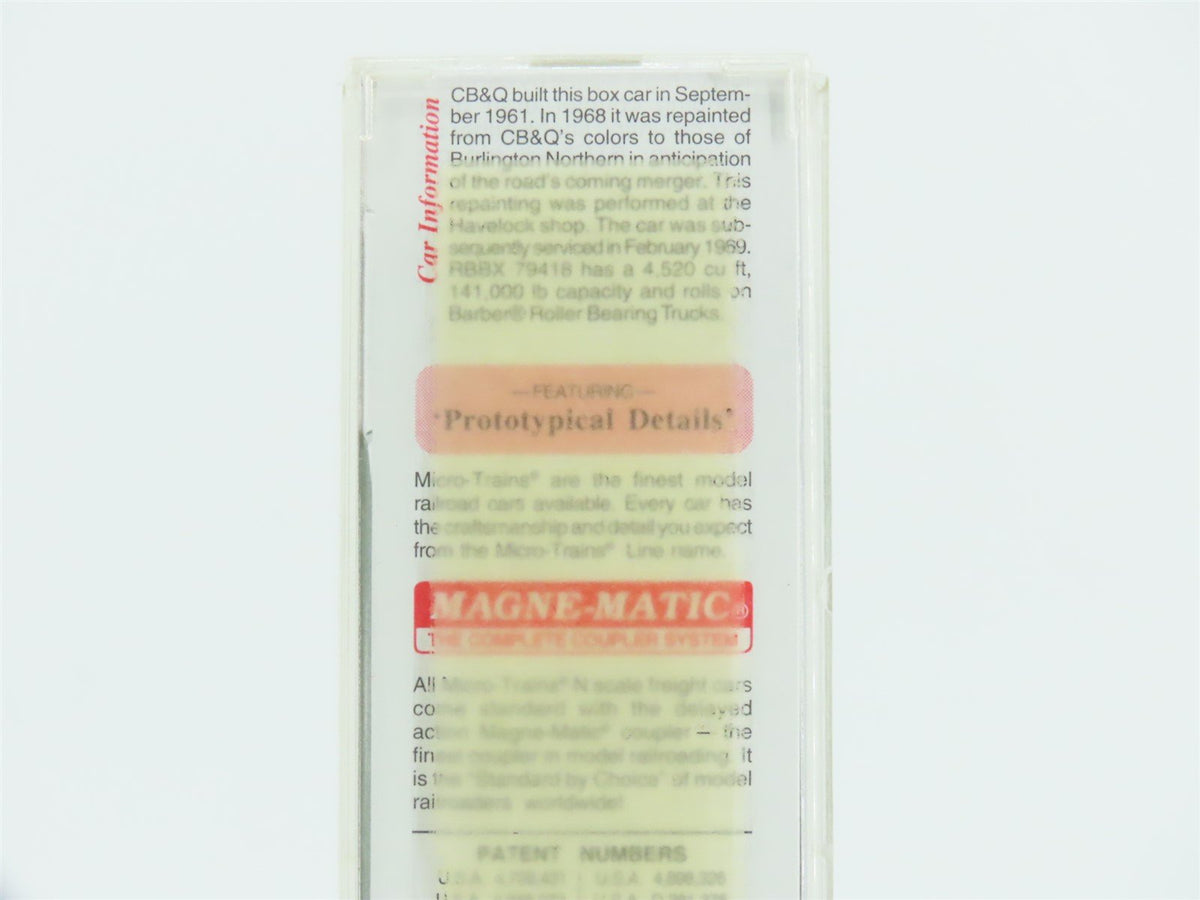 Car Information
CB&Q built this box car in Septem-
ber 1961. In 1968 it was repainted
from CB&Q's colors to those of
Burlington Northern in anticipation
of the road's coming merger. This
repainting was performed at the
Havelock shop. The car was sub-
sequently serviced in February 1969.
RBBX 79418 has a 4,520 cu ft,
141,000 lb capacity and rolls on
Barber® Roller Bearing Trucks.
—FEATURING—
'Prototypical Details'
Micro-Trains® are the finest model
railroad cars available. Every car has
the craftsmanship and detail you expect
from the Micro-Trains® Line name.
MAGNE-MATIC®
THE COMPLETE COUPLER SYSTEM
All Micro-Trains® N scale freight cars
come standard with the delayed
action Magne-Matic® coupler – the
finest coupler in model railroading. It
is the "Standard by Choice" of model
railroaders worldwide!
PATENT NUMBERS
U.S.A. U.S.A.